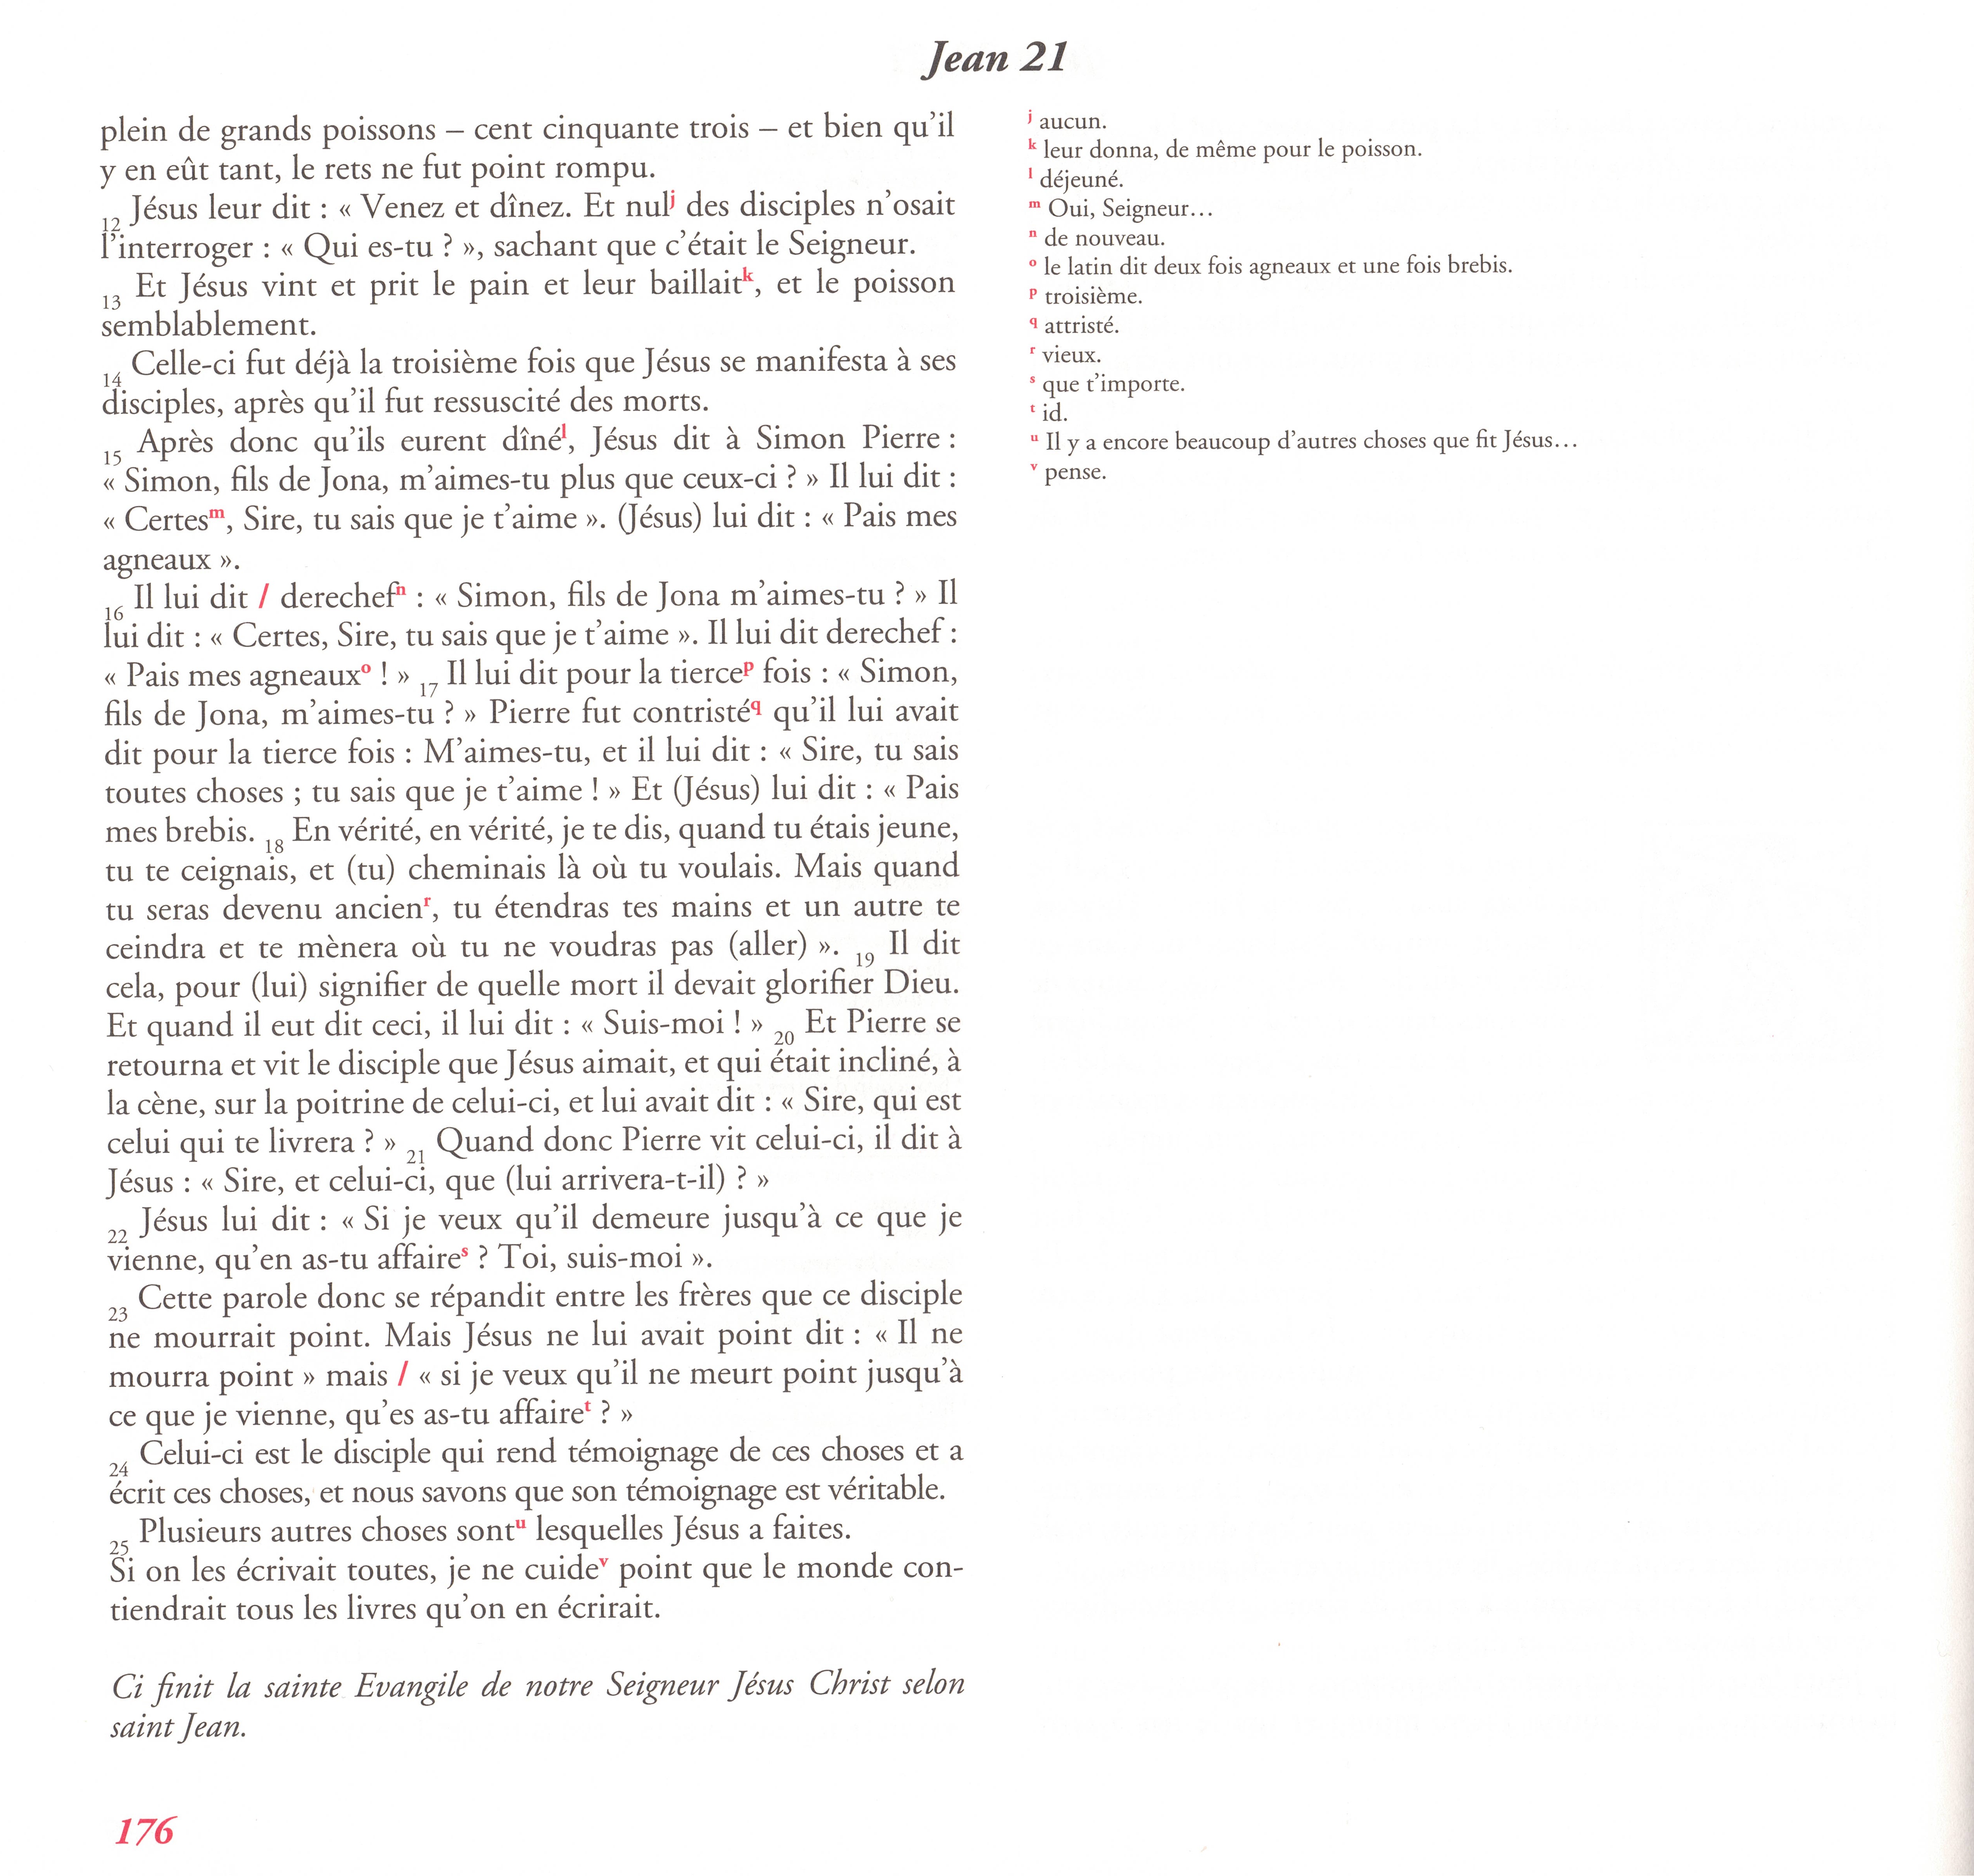 Jean 21
plein de grands poissons – cent cinquante trois – et bien qu'il
y en eût tant, le rets ne fut point rompu.
12 Jésus leur dit : « Venez et dînez. Et nulj des disciples n'osait
l'interroger : « Qui es-tu ? », sachant que c'était le Seigneur.
13 Et Jésus vint et prit le pain et leur baillaitk, et le poisson
semblablement.
14 Celle-ci fut déjà la troisième fois que Jésus se manifesta à ses
disciples, après qu'il fut ressuscité des morts.
15 Après donc qu'ils eurent dînél, Jésus dit à Simon Pierre :
« Simon, fils de Jona, m'aimes-tu plus que ceux-ci ? » Il lui dit :
« Certesm, Sire, tu sais que je t'aime ». (Jésus) lui dit : « Pais mes
agneaux ».
16 Il lui dit / derechefn : « Simon, fils de Jona m'aimes-tu ? » Il
lui dit : « Certes, Sire, tu sais que je t'aime ». Il lui dit derechef :
« Pais mes agneauxo ! » 17 Il lui dit pour la tiercep fois : « Simon,
fils de Jona, m'aimes-tu ? » Pierre fut contristéq qu'il lui avait
dit pour la tierce fois : M'aimes-tu, et il lui dit : « Sire, tu sais
toutes choses ; tu sais que je t'aime ! » Et (Jésus) lui dit : « Pais
mes brebis. 18 En vérité, en vérité, je te dis, quand tu étais jeune,
tu te ceignais, et (tu) cheminais là où tu voulais. Mais quand
tu seras devenu ancienr, tu étendras tes mains et un autre te
ceindra et te mènera où tu ne voudras pas (aller) ». 19 Il dit
cela, pour (lui) signifier de quelle mort il devait glorifier Dieu.
Et quand il eut dit ceci, il lui dit : « Suis-moi ! » 20 Et Pierre se
retourna et vit le disciple que Jésus aimait, et qui était incliné, à
la cène, sur la poitrine de celui-ci, et lui avait dit : « Sire, qui est
celui qui te livrera ? » 21 Quand donc Pierre vit celui-ci, il dit à
Jésus : « Sire, et celui-ci, que (lui arrivera-t-il) ? »
22 Jésus lui dit : « Si je veux qu'il demeure jusqu'à ce que je
vienne, qu'en as-tu affaires ? Toi, suis-moi ».
23 Cette parole donc se répandit entre les frères que ce disciple
ne mourrait point. Mais Jésus ne lui avait point dit : « Il ne
mourra point » mais / « si je veux qu'il ne meurt point jusqu'à
ce que je vienne, qu'es as-tu affairet ? »
24 Celui-ci est le disciple qui rend témoignage de ces choses et a
écrit ces choses, et nous savons que son témoignage est véritable.
25 Plusieurs autres choses sontu lesquelles Jésus a faites.
Si on les écrivait toutes, je ne cuidev point que le monde con-
tiendrait tous les livres qu'on en écrirait.
Ci finit la sainte Evangile de notre Seigneur Jésus Christ selon
saint Jean.
176
j aucun.
k leur donna, de même pour le poisson.
l déjeuné.
m Oui, Seigneur...
n de nouveau.
o le latin dit deux fois agneaux et une fois brebis.
p troisième.
q attristé.
r vieux.
s que t'importe.
t id.
u Il y a encore beaucoup d'autres choses que fit Jésus...
v pense.